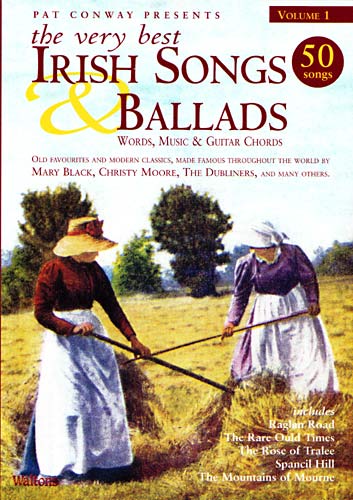 PAT CONWAY PRESENTS
VOLUME 1
the very best
IRISH SONGS
& BALLADS
50
songs
WORDS, MUSIC & GUITAR CHORDS
OLD FAVOURITES AND MODERN CLASSICS, MADE FAMOUS THROUGHOUT THE WORLD BY
MARY BLACK, CHRISTY MOORE, THE DUBLINERS, AND MANY OTHERS.
includes
Raglan Road
The Rare Ould Times
The Rose of Tralee
Spancil Hill
The Mountains of Mourne
Waltons